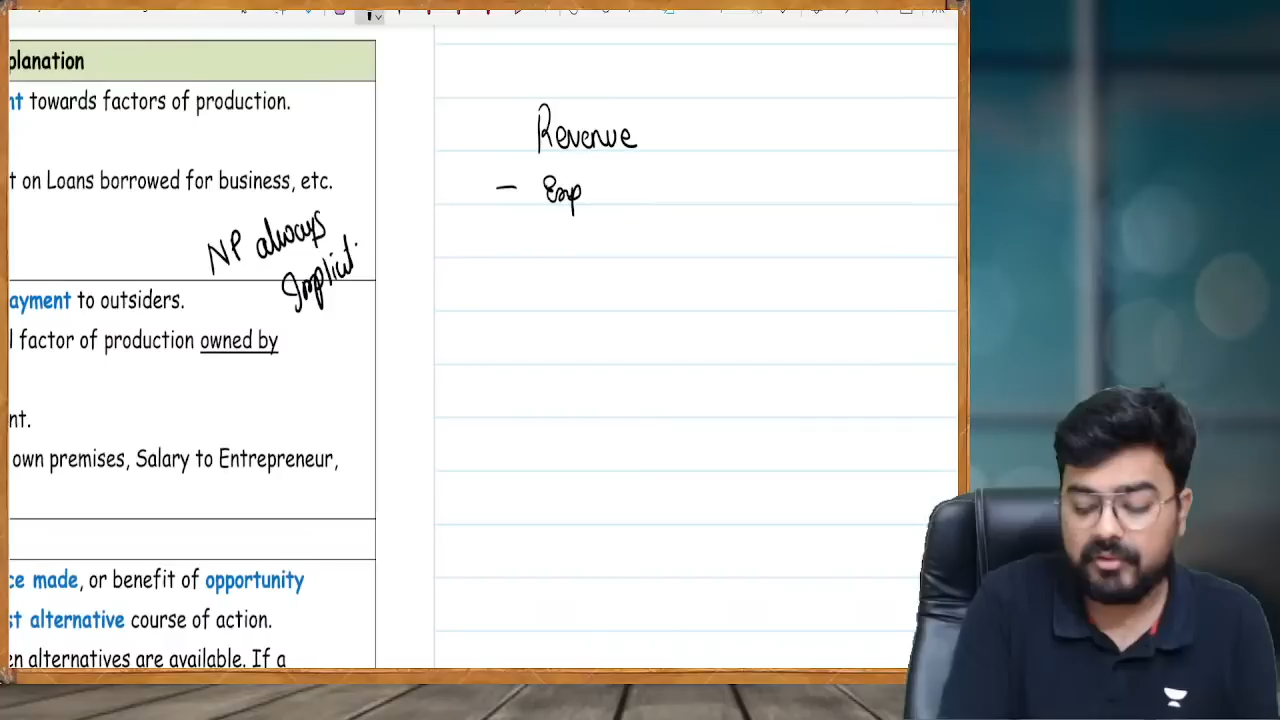 planation
nt towards factors of production.
t on Loans borrowed for business, etc.
NP always
Implicit.
ayment to outsiders.
l factor of production owned by
nt.
own premises, Salary to Entrepreneur,
ce made, or benefit of opportunity
st alternative course of action.
en alternatives are available. If a
Revenue
- Exp